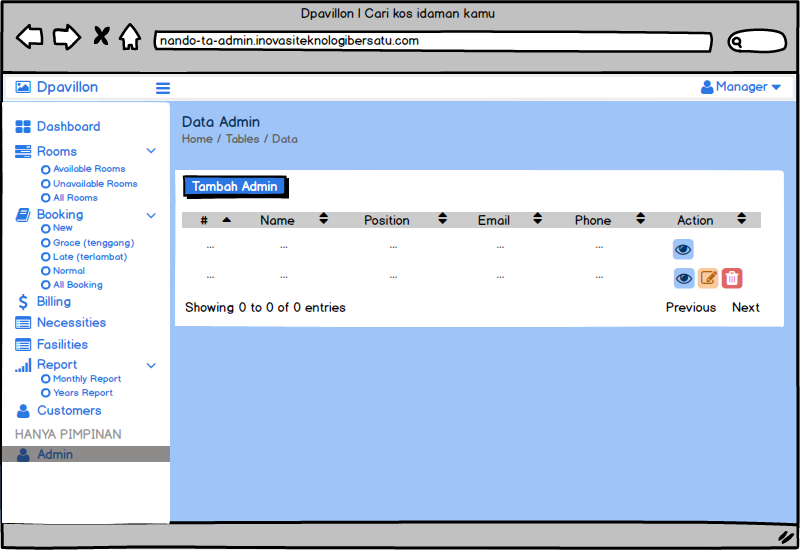 Dpavillon | Cari kos idaman kamu
nando-ta-admin.inovasiteknologibersatu.com
Dpavillon
Manager
Dashboard
Rooms
Available Rooms
Unavailable Rooms
All Rooms
Booking
New
Grace (tenggang)
Late (terlambat)
Normal
All Booking
Billing
Necessities
Fasilities
Report
Monthly Report
Years Report
Customers
HANYA PIMPINAN
Admin
Data Admin
Home / Tables / Data
Tambah Admin
# Name Position Email Phone Action
... ... ... ... ...
... ... ... ... ...
Showing 0 to 0 of 0 entries
Previous Next